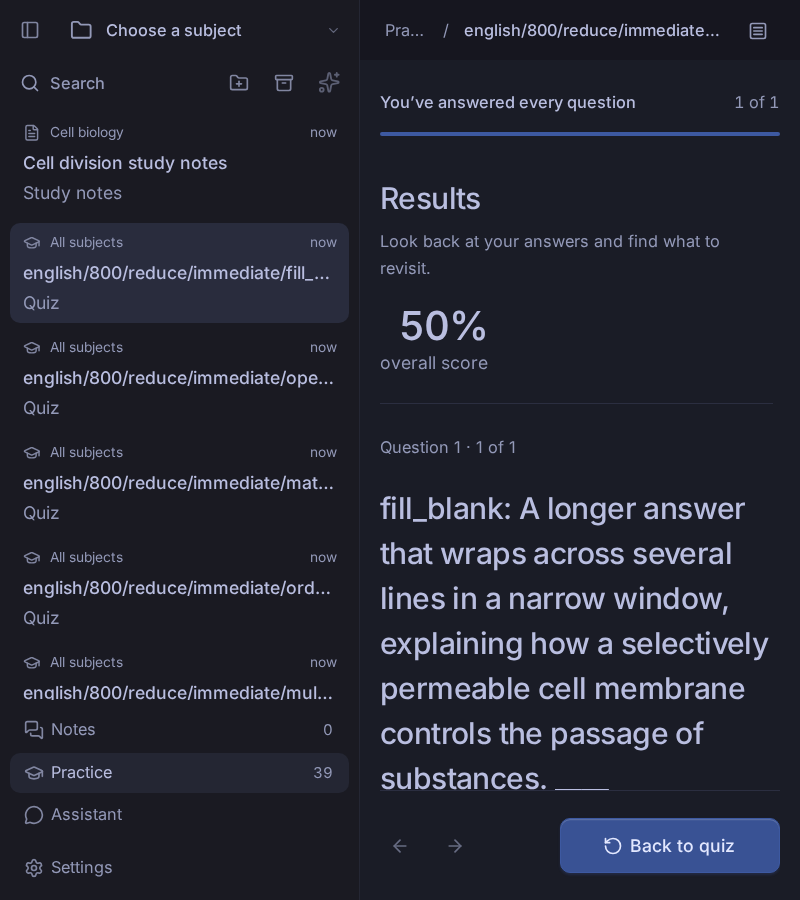 Choose a subject
Search
Cell biology now
Cell division study notes
Study notes
All subjects now
english/800/reduce/immediate/fill_...
Quiz
All subjects now
english/800/reduce/immediate/ope...
Quiz
All subjects now
english/800/reduce/immediate/mat...
Quiz
All subjects now
english/800/reduce/immediate/ord...
Quiz
All subjects now
english/800/reduce/immediate/mul...
Notes 0
Practice 39
Assistant
Settings
Pra... / english/800/reduce/immediate...
You’ve answered every question 1 of 1
Results
Look back at your answers and find what to
revisit.
50%
overall score
Question 1 · 1 of 1
fill_blank: A longer answer
that wraps across several
lines in a narrow window,
explaining how a selectively
permeable cell membrane
controls the passage of
substances. ____
Back to quiz